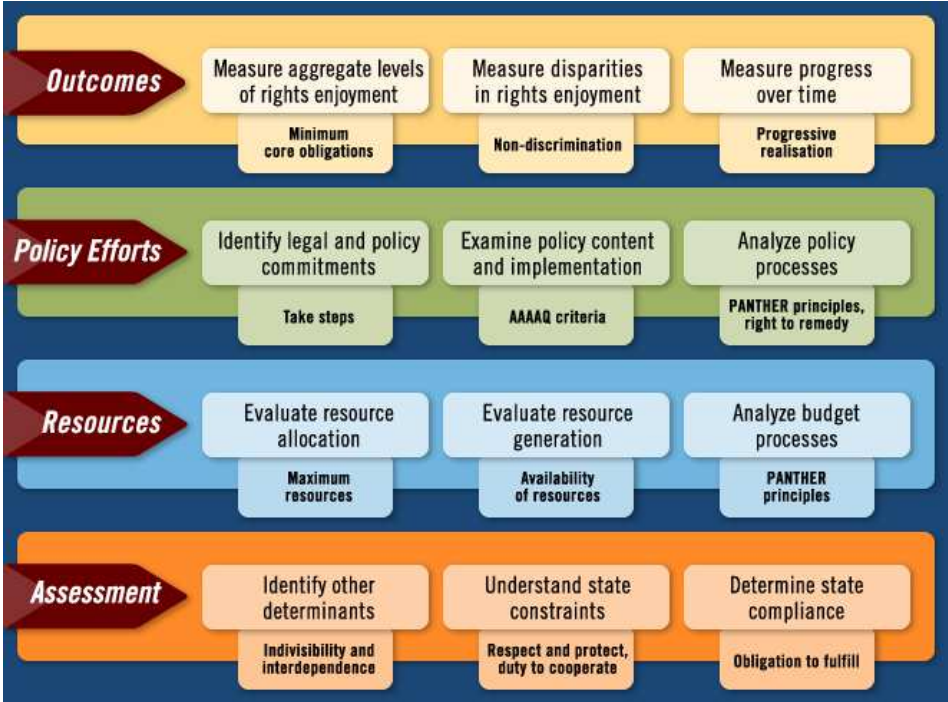 Outcomes
Measure aggregate levels
of rights enjoyment
Minimum
core obligations
Measure disparities
in rights enjoyment
Non-discrimination
Measure progress
over time
Progressive
realisation
Policy Efforts
Identify legal and policy
commitments
Take steps
Examine policy content
and implementation
AAAAQ criteria
Analyze policy
processes
PANTHER principles,
right to remedy
Resources
Evaluate resource
allocation
Maximum
resources
Evaluate resource
generation
Availability
of resources
Analyze budget
processes
PANTHER
principles
Assessment
Identify other
determinants
Indivisibility and
interdependence
Understand state
constraints
Respect and protect,
duty to cooperate
Determine state
compliance
Obligation to fulfill